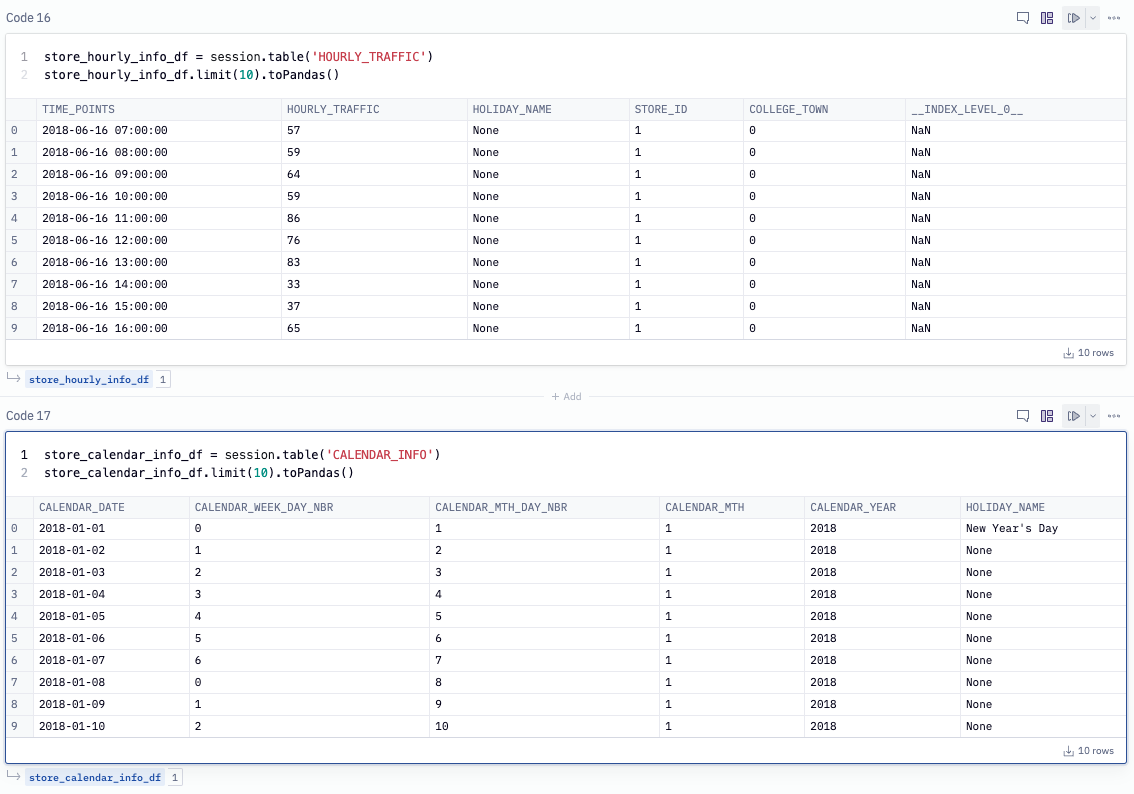 Code 16
1 store_hourly_info_df = session.table('HOURLY_TRAFFIC')
2 store_hourly_info_df.limit(10).toPandas()
TIME_POINTS HOURLY_TRAFFIC HOLIDAY_NAME STORE_ID COLLEGE_TOWN __INDEX_LEVEL_0__
0 2018-06-16 07:00:00 57 None 1 0 NaN
1 2018-06-16 08:00:00 59 None 1 0 NaN
2 2018-06-16 09:00:00 64 None 1 0 NaN
3 2018-06-16 10:00:00 59 None 1 0 NaN
4 2018-06-16 11:00:00 86 None 1 0 NaN
5 2018-06-16 12:00:00 76 None 1 0 NaN
6 2018-06-16 13:00:00 83 None 1 0 NaN
7 2018-06-16 14:00:00 33 None 1 0 NaN
8 2018-06-16 15:00:00 37 None 1 0 NaN
9 2018-06-16 16:00:00 65 None 1 0 NaN
10 rows
store_hourly_info_df 1
+ Add
Code 17
1 store_calendar_info_df = session.table('CALENDAR_INFO')
2 store_calendar_info_df.limit(10).toPandas()
CALENDAR_DATE CALENDAR_WEEK_DAY_NBR CALENDAR_MTH_DAY_NBR CALENDAR_MTH CALENDAR_YEAR HOLIDAY_NAME
0 2018-01-01 0 1 1 2018 New Year's Day
1 2018-01-02 1 2 1 2018 None
2 2018-01-03 2 3 1 2018 None
3 2018-01-04 3 4 1 2018 None
4 2018-01-05 4 5 1 2018 None
5 2018-01-06 5 6 1 2018 None
6 2018-01-07 6 7 1 2018 None
7 2018-01-08 0 8 1 2018 None
8 2018-01-09 1 9 1 2018 None
9 2018-01-10 2 10 1 2018 None
10 rows
store_calendar_info_df 1